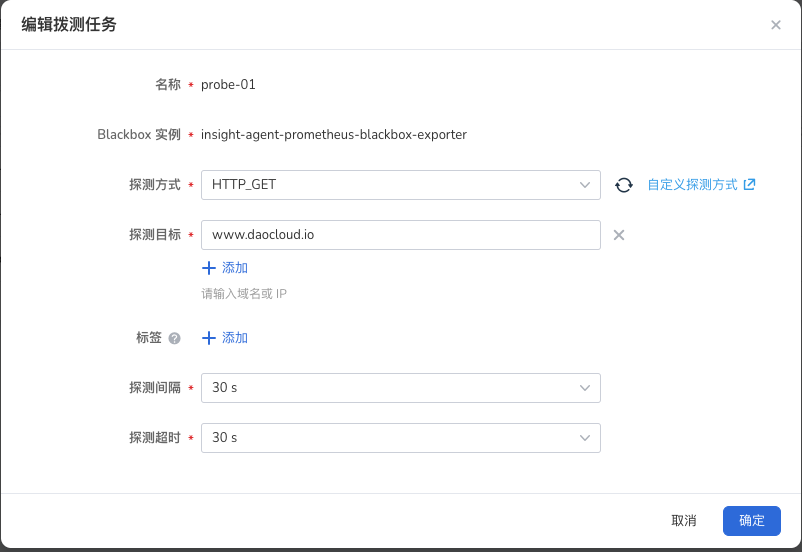 编辑拨测任务
名称 * probe-01
Blackbox 实例 * insight-agent-prometheus-blackbox-exporter
探测方式 * HTTP_GET 自定义探测方式
探测目标 * www.daocloud.io
添加
请输入域名或 IP
标签 ? 添加
探测间隔 * 30 s
探测超时 * 30 s
取消 确定